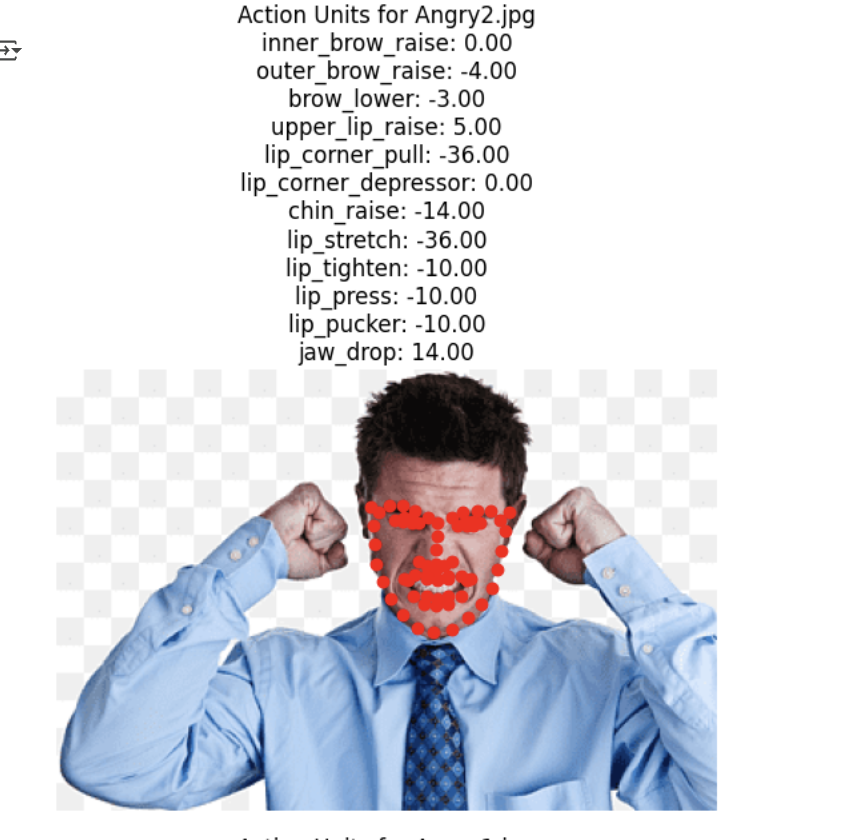 Action Units for Angry2.jpg
inner_brow_raise: 0.00
outer_brow_raise: -4.00
brow_lower: -3.00
upper_lip_raise: 5.00
lip_corner_pull: -36.00
lip_corner_depressor: 0.00
chin_raise: -14.00
lip_stretch: -36.00
lip_tighten: -10.00
lip_press: -10.00
lip_pucker: -10.00
jaw_drop: 14.00